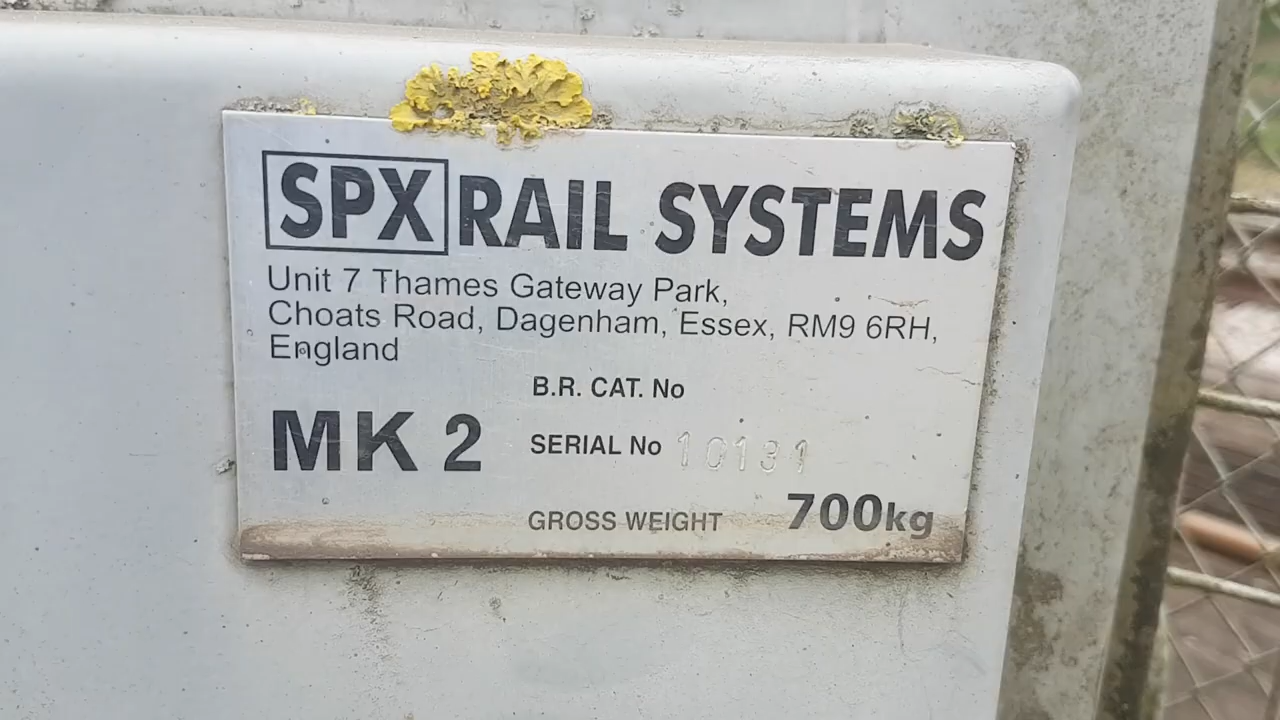 SPX RAIL SYSTEMS
Unit 7 Thames Gateway Park,
Choats Road, Dagenham, Essex, RM9 6RH,
England
B.R. CAT. No
MK 2
SERIAL No 10131
GROSS WEIGHT 700kg